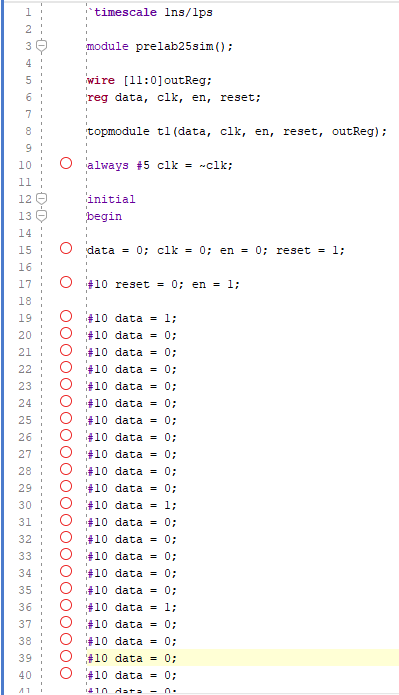 1 `timescale 1ns/1ps
2
3 module prelab25sim();
4
5 wire [11:0]outReg;
6 reg data, clk, en, reset;
7
8 topmodule t1(data, clk, en, reset, outReg);
9
10 always #5 clk = ~clk;
11
12 initial
13 begin
14
15 data = 0; clk = 0; en = 0; reset = 1;
16
17 #10 reset = 0; en = 1;
18
19 #10 data = 1;
20 #10 data = 0;
21 #10 data = 0;
22 #10 data = 0;
23 #10 data = 0;
24 #10 data = 0;
25 #10 data = 0;
26 #10 data = 0;
27 #10 data = 0;
28 #10 data = 0;
29 #10 data = 0;
30 #10 data = 1;
31 #10 data = 0;
32 #10 data = 0;
33 #10 data = 0;
34 #10 data = 0;
35 #10 data = 0;
36 #10 data = 1;
37 #10 data = 0;
38 #10 data = 0;
39 #10 data = 0;
40 #10 data = 0;
41 #10 data = 0;